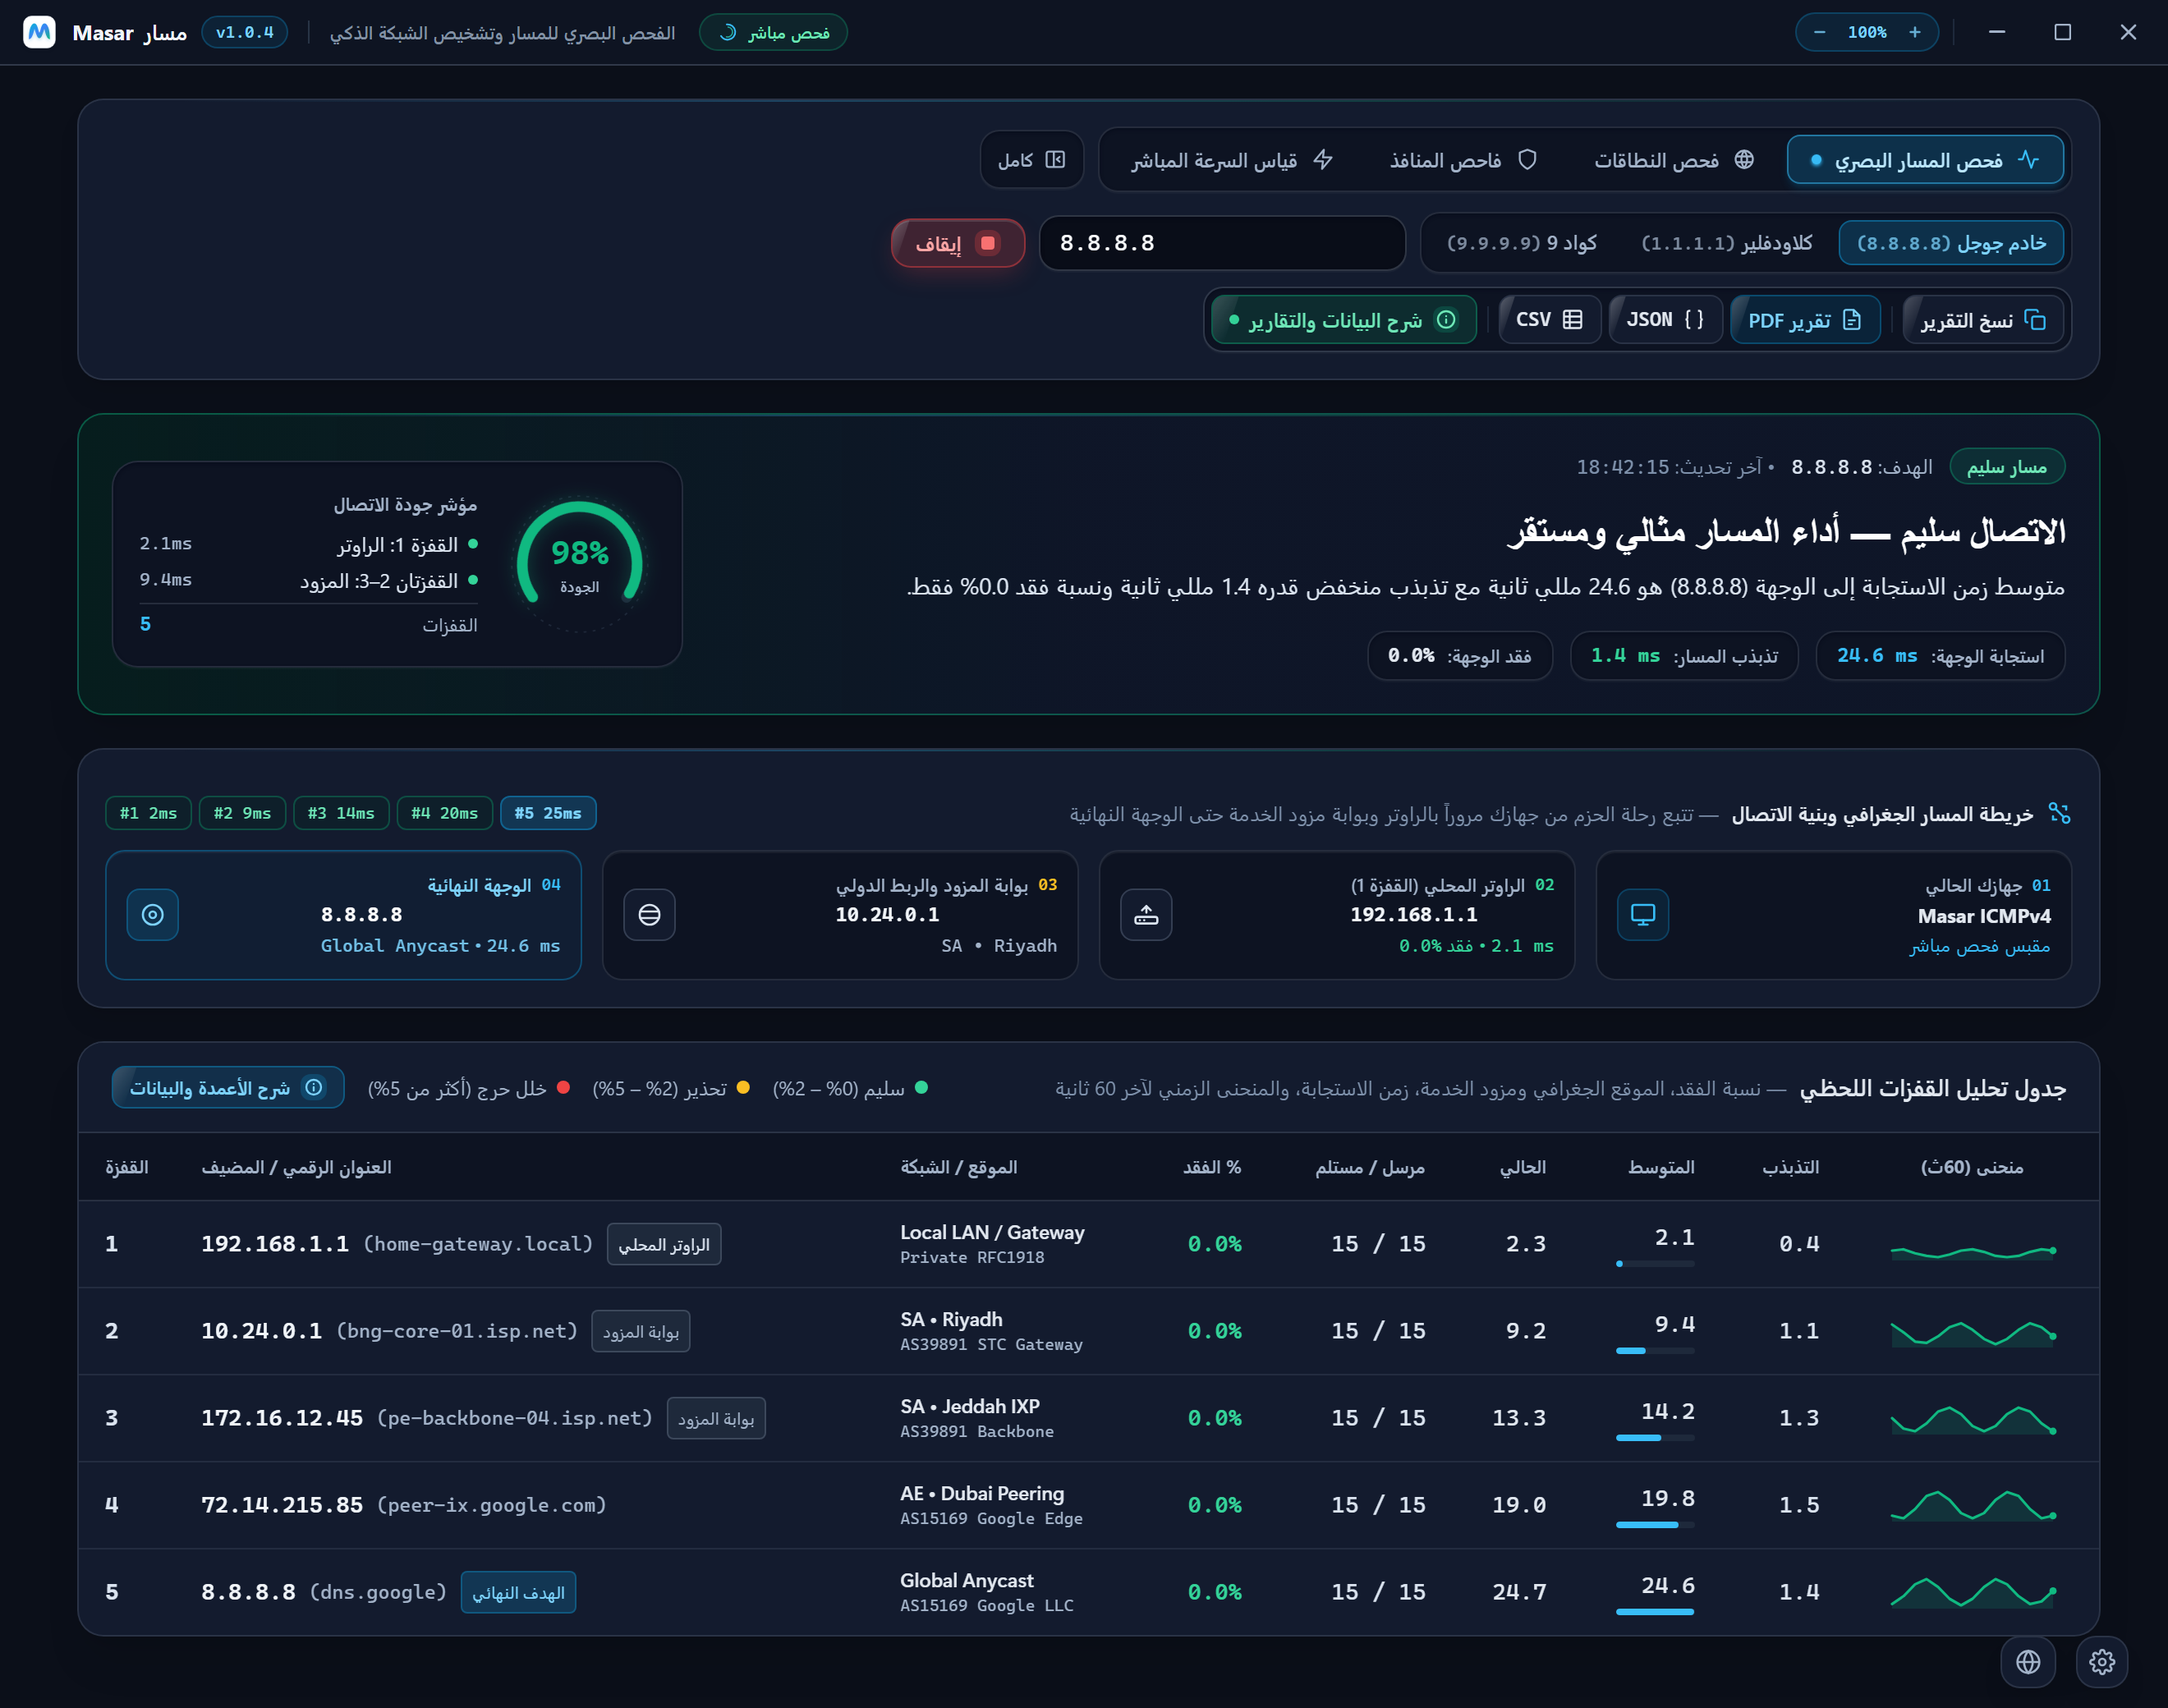 مسار Masar v1.0.4 الفحص البصري للمسار وتشخيص الشبكة الذكي فحص مباشر − 100% +
فحص المسار البصري فحص النطاقات فاحص المنافذ قياس السرعة المباشر كامل
خادم جوجل (8.8.8.8) كلاودفلير (1.1.1.1) كواد 9 (9.9.9.9) 8.8.8.8 إيقاف
نسخ التقرير تقرير PDF JSON CSV شرح البيانات والتقارير
مسار سليم الهدف: 8.8.8.8 • آخر تحديث: 18:42:15
الاتصال سليم — أداء المسار مثالي ومستقر
متوسط زمن الاستجابة إلى الوجهة (8.8.8.8) هو 24.6 مللي ثانية مع تذبذب منخفض قدره 1.4 مللي ثانية ونسبة فقد 0.0% فقط.
استجابة الوجهة: 24.6 ms تذبذب المسار: 1.4 ms فقد الوجهة: 0.0%
98%
الجودة
مؤشر جودة الاتصال
القفزة 1: الراوتر 2.1ms
القفزتان 2–3: المزود 9.4ms
القفزات 5
خريطة المسار الجغرافي وبنية الاتصال — تتبع رحلة الحزم من جهازك مروراً بالراوتر وبوابة مزود الخدمة حتى الوجهة النهائية
#1 2ms #2 9ms #3 14ms #4 20ms #5 25ms
01 جهازك الحالي
Masar ICMPv4
مقبس فحص مباشر
02 الراوتر المحلي (القفزة 1)
192.168.1.1
2.1 ms • فقد 0.0%
03 بوابة المزود والربط الدولي
10.24.0.1
SA • Riyadh
04 الوجهة النهائية
8.8.8.8
Global Anycast • 24.6 ms
جدول تحليل القفزات اللحظي — نسبة الفقد، الموقع الجغرافي ومزود الخدمة، زمن الاستجابة، والمنحنى الزمني لآخر 60 ثانية
سليم (0% – 2%) تحذير (2% – 5%) خلل حرج (أكثر من 5%) شرح الأعمدة والبيانات
القفزة العنوان الرقمي / المضيف الموقع / الشبكة % الفقد مرسل / مستلم الحالي المتوسط التذبذب منحنى (60ث)
1 192.168.1.1 (home-gateway.local) الراوتر المحلي Local LAN / Gateway 0.0% 15 / 15 2.3 2.1 0.4
Private RFC1918
2 10.24.0.1 (bng-core-01.isp.net) بوابة المزود SA • Riyadh 0.0% 15 / 15 9.2 9.4 1.1
AS39891 STC Gateway
3 172.16.12.45 (pe-backbone-04.isp.net) بوابة المزود SA • Jeddah IXP 0.0% 15 / 15 13.3 14.2 1.3
AS39891 Backbone
4 72.14.215.85 (peer-ix.google.com) AE • Dubai Peering 0.0% 15 / 15 19.0 19.8 1.5
AS15169 Google Edge
5 8.8.8.8 (dns.google) الهدف النهائي Global Anycast 0.0% 15 / 15 24.7 24.6 1.4
AS15169 Google LLC